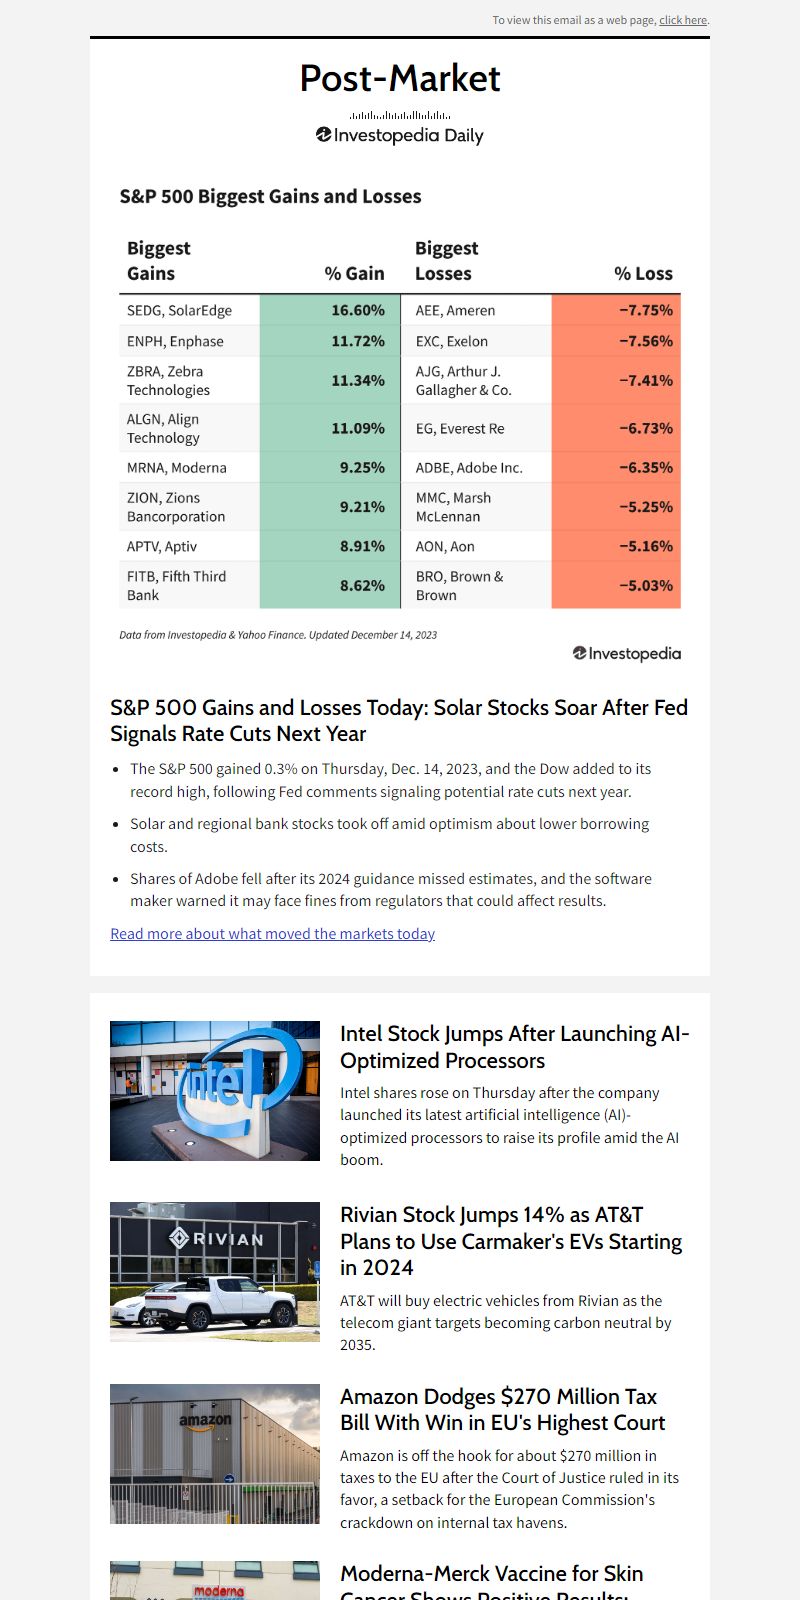 To view this email as a web page, click here.
Post-Market
Investopedia Daily
S&P 500 Biggest Gains and Losses
Biggest Gains % Gain Biggest Losses % Loss
SEDG, SolarEdge 16.60% AEE, Ameren −7.75%
ENPH, Enphase 11.72% EXC, Exelon −7.56%
ZBRA, Zebra Technologies 11.34% AJG, Arthur J. Gallagher & Co. −7.41%
ALGN, Align Technology 11.09% EG, Everest Re −6.73%
MRNA, Moderna 9.25% ADBE, Adobe Inc. −6.35%
ZION, Zions Bancorporation 9.21% MMC, Marsh McLennan −5.25%
APTV, Aptiv 8.91% AON, Aon −5.16%
FITB, Fifth Third Bank 8.62% BRO, Brown & Brown −5.03%
Data from Investopedia & Yahoo Finance. Updated December 14, 2023
Investopedia
S&P 500 Gains and Losses Today: Solar Stocks Soar After Fed
Signals Rate Cuts Next Year
• The S&P 500 gained 0.3% on Thursday, Dec. 14, 2023, and the Dow added to its
record high, following Fed comments signaling potential rate cuts next year.
• Solar and regional bank stocks took off amid optimism about lower borrowing
costs.
• Shares of Adobe fell after its 2024 guidance missed estimates, and the software
maker warned it may face fines from regulators that could affect results.
Read more about what moved the markets today
intel
Intel Stock Jumps After Launching AI-
Optimized Processors
Intel shares rose on Thursday after the company
launched its latest artificial intelligence (AI)-
optimized processors to raise its profile amid the AI
boom.
RIVIAN
Rivian Stock Jumps 14% as AT&T
Plans to Use Carmaker's EVs Starting
in 2024
AT&T will buy electric vehicles from Rivian as the
telecom giant targets becoming carbon neutral by
2035.
amazon
Amazon Dodges $270 Million Tax
Bill With Win in EU's Highest Court
Amazon is off the hook for about $270 million in
taxes to the EU after the Court of Justice ruled in its
favor, a setback for the European Commission's
crackdown on internal tax havens.
moderna
Moderna-Merck Vaccine for Skin
Cancer Shows Positive Results;